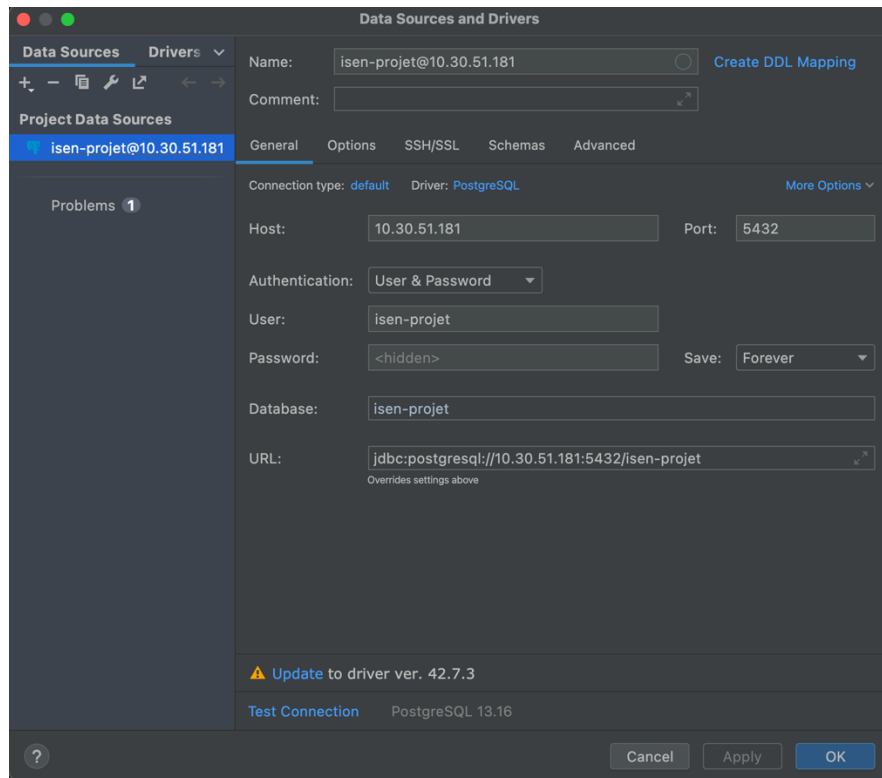 Data Sources and Drivers
Data Sources Drivers
Project Data Sources
isen-projet@10.30.51.181
Problems 1
Name: isen-projet@10.30.51.181 Create DDL Mapping
Comment:
General Options SSH/SSL Schemas Advanced
Connection type: default Driver: PostgreSQL More Options
Host: 10.30.51.181 Port: 5432
Authentication: User & Password
User: isen-projet
Password: <hidden> Save: Forever
Database: isen-projet
URL: jdbc:postgresql://10.30.51.181:5432/isen-projet
Overrides settings above
Update to driver ver. 42.7.3
Test Connection PostgreSQL 13.16
? Cancel Apply OK